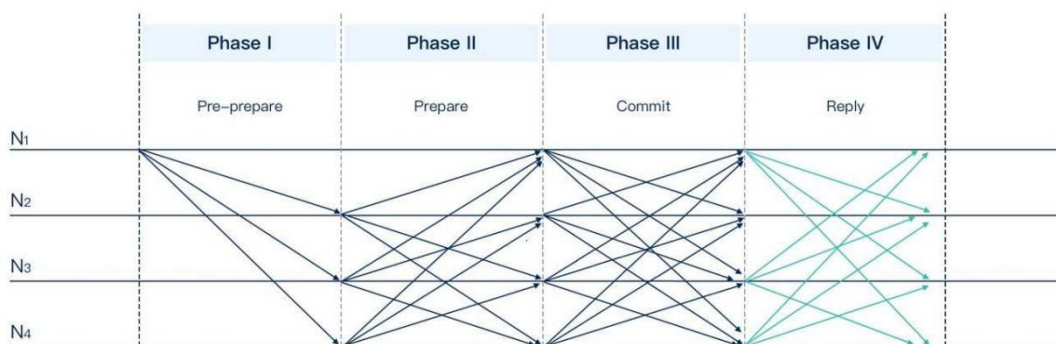 Phase I Phase II Phase III Phase IV
Pre-prepare Prepare Commit Reply
N1
N2
N3
N4